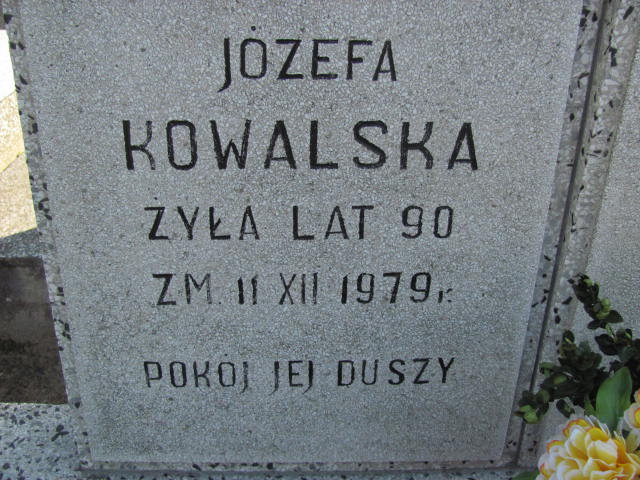 JÓZEFA
KOWALSKA
ŻYŁA LAT 90
ZM. 11 XII 1979 r.
POKÓJ JEJ DUSZY